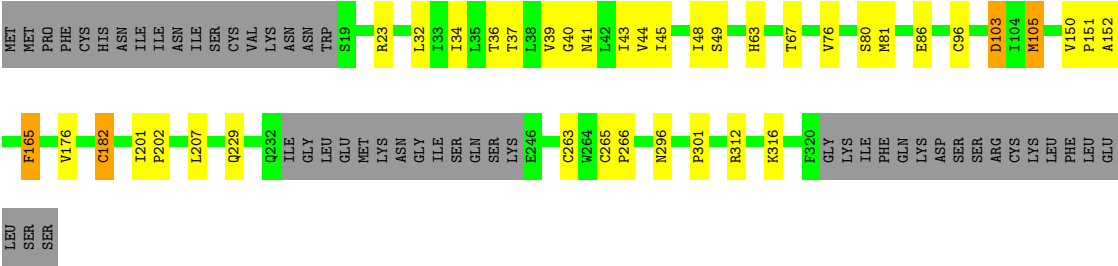 MET MET PRO PHE CYS HIS ASN ILE ILE ASN ILE SER CYS VAL LYS ASN ASN TRP S19 R23 L32 I33 I34 L35 T36 T37 L38 V39 G40 N41 L42 I43 V44 I45 I48 S49 H63 T67 V76 S80 M81 E86 C96 D103 I104 M105 V150 P151 A152
F165 V176 C182 I201 P202 L207 Q229 Q232 ILE GLY LEU GLU MET LYS ASN GLY ILE SER GLN SER LYS E246 C263 W264 C265 P266 N296 P301 R312 K316 F320 GLY LYS ILE PHE GLN LYS ASP SER SER ARG CYS LYS LEU PHE LEU GLU
LEU SER SER